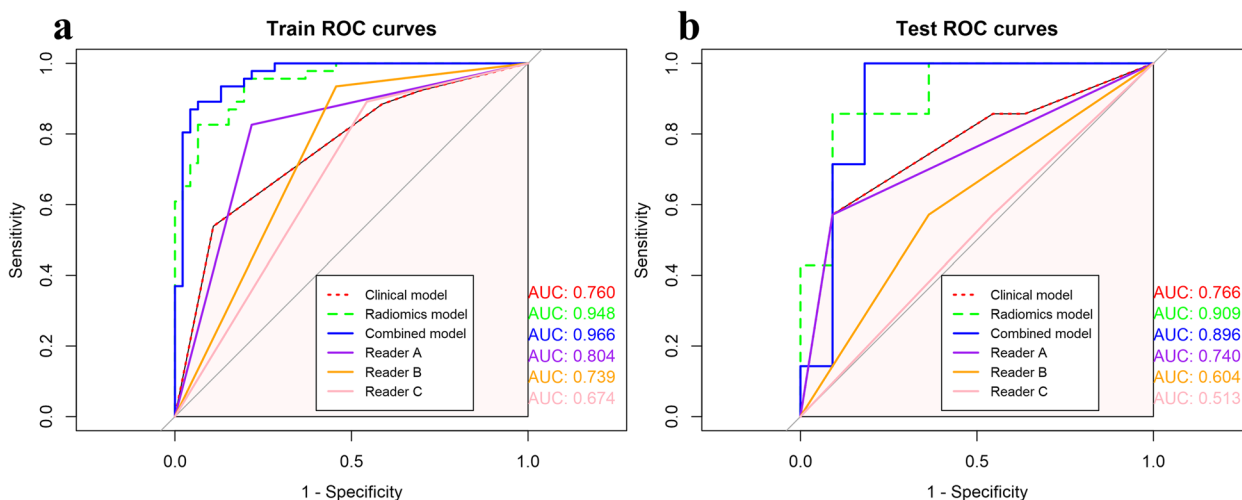 a
Train ROC curves
Sensitivity
1.0
0.8
0.6
0.4
0.2
0.0
Clinical model
Radiomics model
Combined model
Reader A
Reader B
Reader C
AUC: 0.760
AUC: 0.948
AUC: 0.966
AUC: 0.804
AUC: 0.739
AUC: 0.674
0.0 0.5 1.0
1 - Specificity
b
Test ROC curves
Sensitivity
1.0
0.8
0.6
0.4
0.2
0.0
Clinical model
Radiomics model
Combined model
Reader A
Reader B
Reader C
AUC: 0.766
AUC: 0.909
AUC: 0.896
AUC: 0.740
AUC: 0.604
AUC: 0.513
0.0 0.5 1.0
1 - Specificity